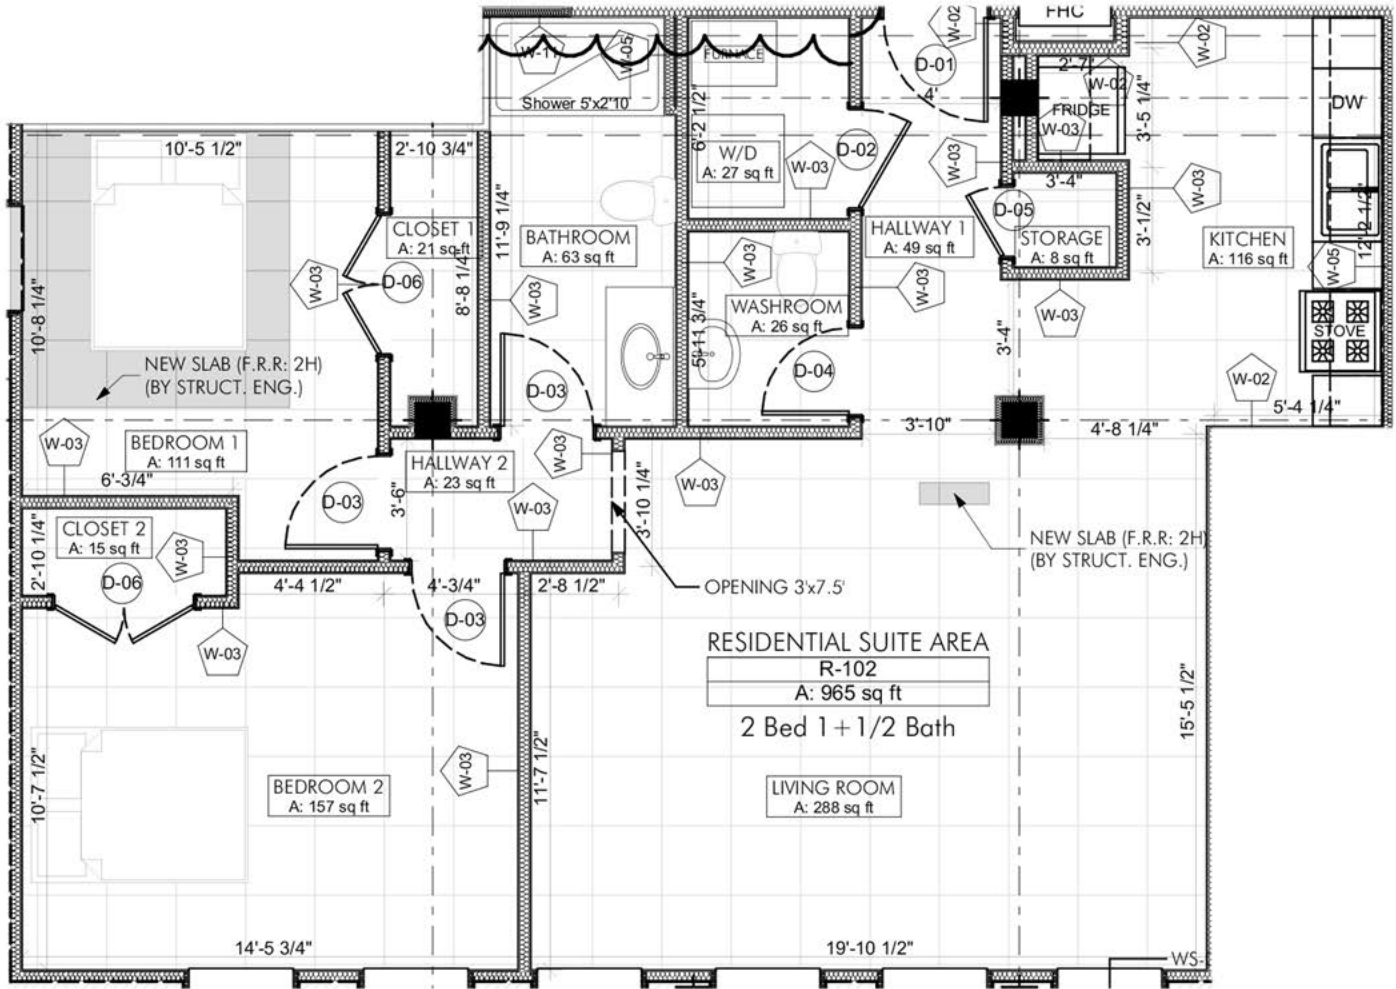 FHC
W-11
W-05
FURNACE
W-02
D-01
4'
W-02
2'-7"
W-02
FRIDGE
W-03
3'-5 1/4"
DW
Shower 5'x2'10'
6'-2 1/2"
W/D
A: 27 sq ft
D-02
W-03
W-03
10'-5 1/2"
2'-10 3/4"
3'-4"
W-03
D-05
STORAGE
A: 8 sq ft
3'-1/2"
KITCHEN
A: 116 sq ft
12'-2 1/2"
W-05
CLOSET 1
A: 21 sq ft
11'-9 1/4"
BATHROOM
A: 63 sq ft
HALLWAY 1
A: 49 sq ft
W-03
D-06
8'-8 1/4"
W-03
W-03
WASHROOM
A: 26 sq ft
W-03
W-03
10'-8 1/4"
5'-11 3/4"
3'-4"
STOVE
NEW SLAB (F.R.R: 2H)
(BY STRUCT. ENG.)
D-03
D-04
W-02
5'-4 1/4"
3'-10"
4'-8 1/4"
W-03
BEDROOM 1
A: 111 sq ft
6'-3/4"
HALLWAY 2
A: 23 sq ft
W-03
W-03
D-03
3'-6"
W-03
3'-10 1/4"
NEW SLAB (F.R.R: 2H)
(BY STRUCT. ENG.)
2'-10 1/4"
CLOSET 2
A: 15 sq ft
W-03
D-06
4'-4 1/2"
4'-3/4"
2'-8 1/2"
OPENING 3'x7.5'
D-03
W-03
RESIDENTIAL SUITE AREA
R-102
A: 965 sq ft
2 Bed 1+1/2 Bath
15'-5 1/2"
10'-7 1/2"
BEDROOM 2
A: 157 sq ft
W-03
11'-7 1/2"
LIVING ROOM
A: 288 sq ft
14'-5 3/4"
19'-10 1/2"
WS-